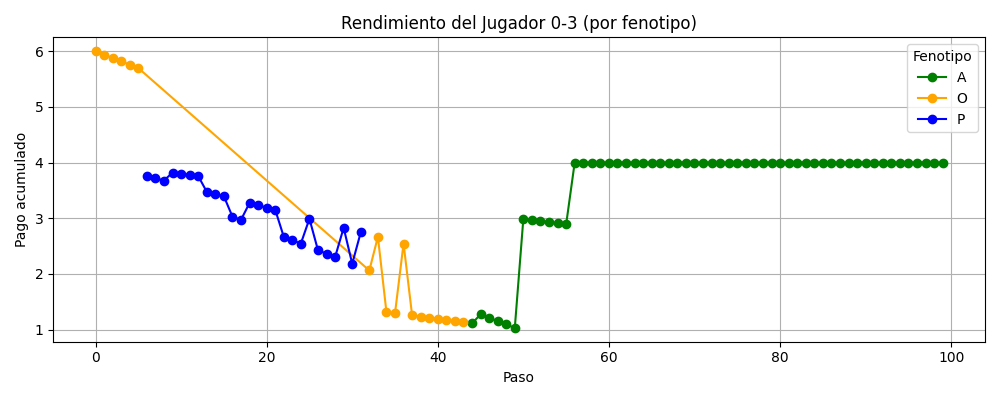 Rendimiento del Jugador 0-3 (por fenotipo)
Pago acumulado
6
5
4
3
2
1
Fenotipo
A
O
P
0 20 40 60 80 100
Paso